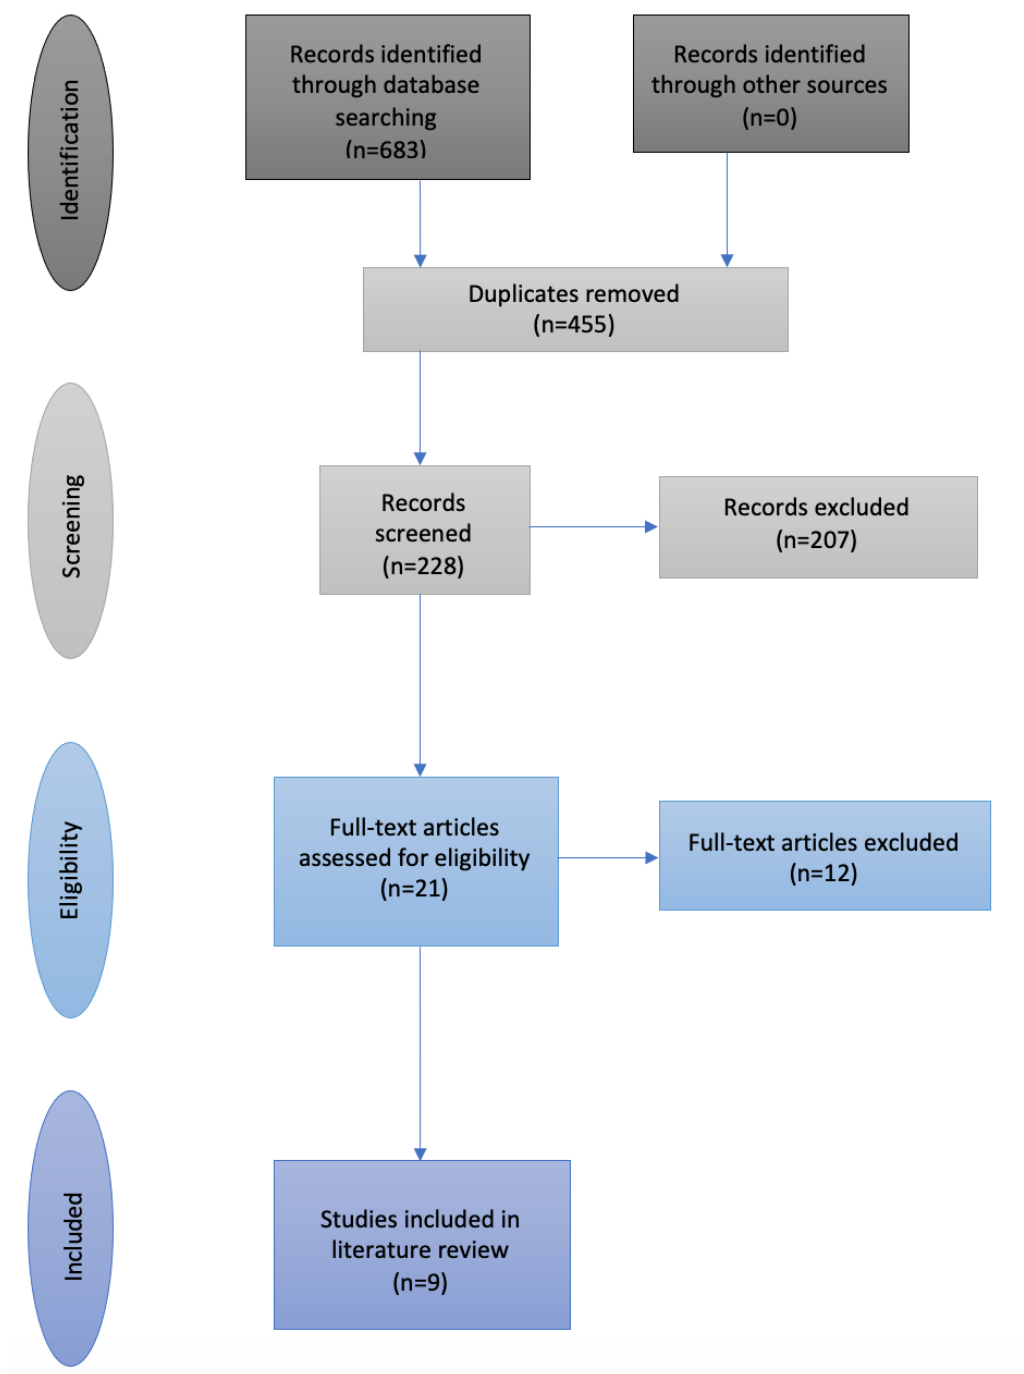 Identification
Records identified
through database
searching
(n=683)
Records identified
through other sources
(n=0)
Duplicates removed
(n=455)
Screening
Records
screened
(n=228)
Records excluded
(n=207)
Eligibility
Full-text articles
assessed for eligibility
(n=21)
Full-text articles excluded
(n=12)
Included
Studies included in
literature review
(n=9)